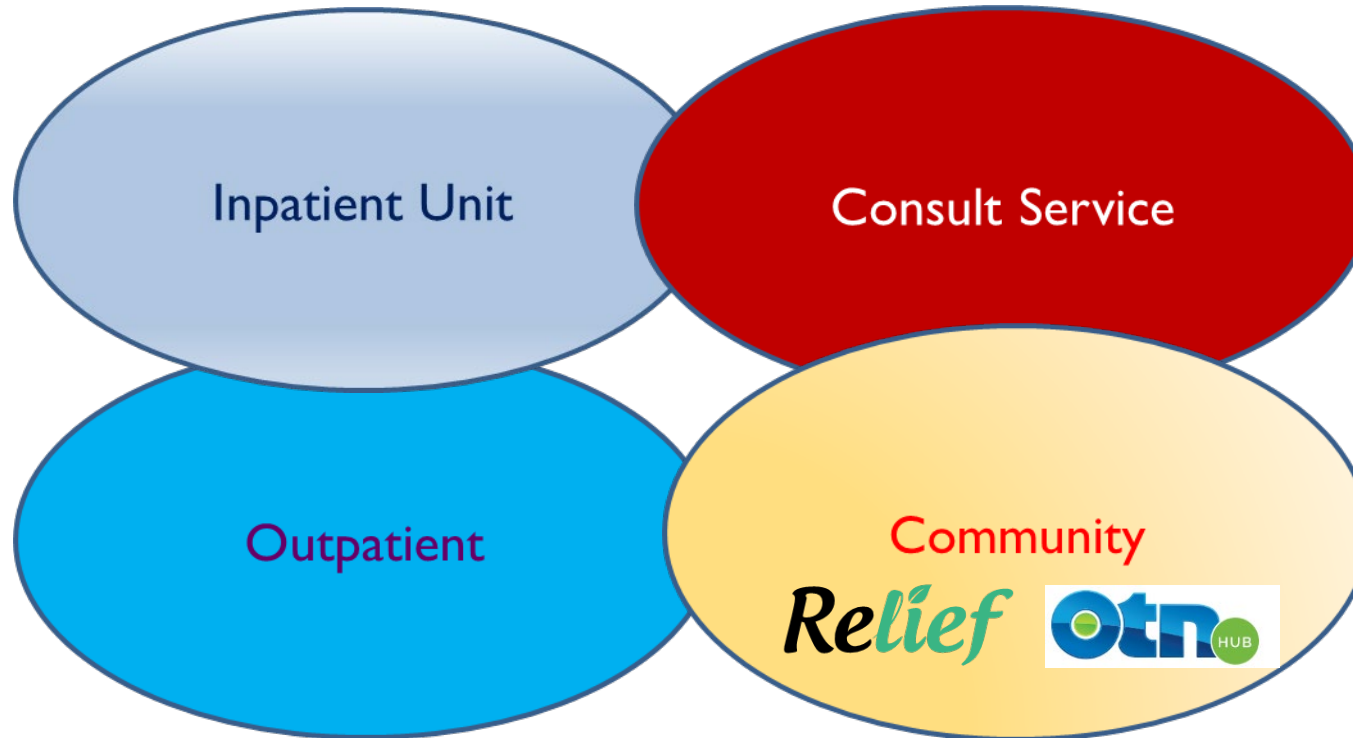 Inpatient Unit
Consult Service
Outpatient
Community
Relief
Otn HUB